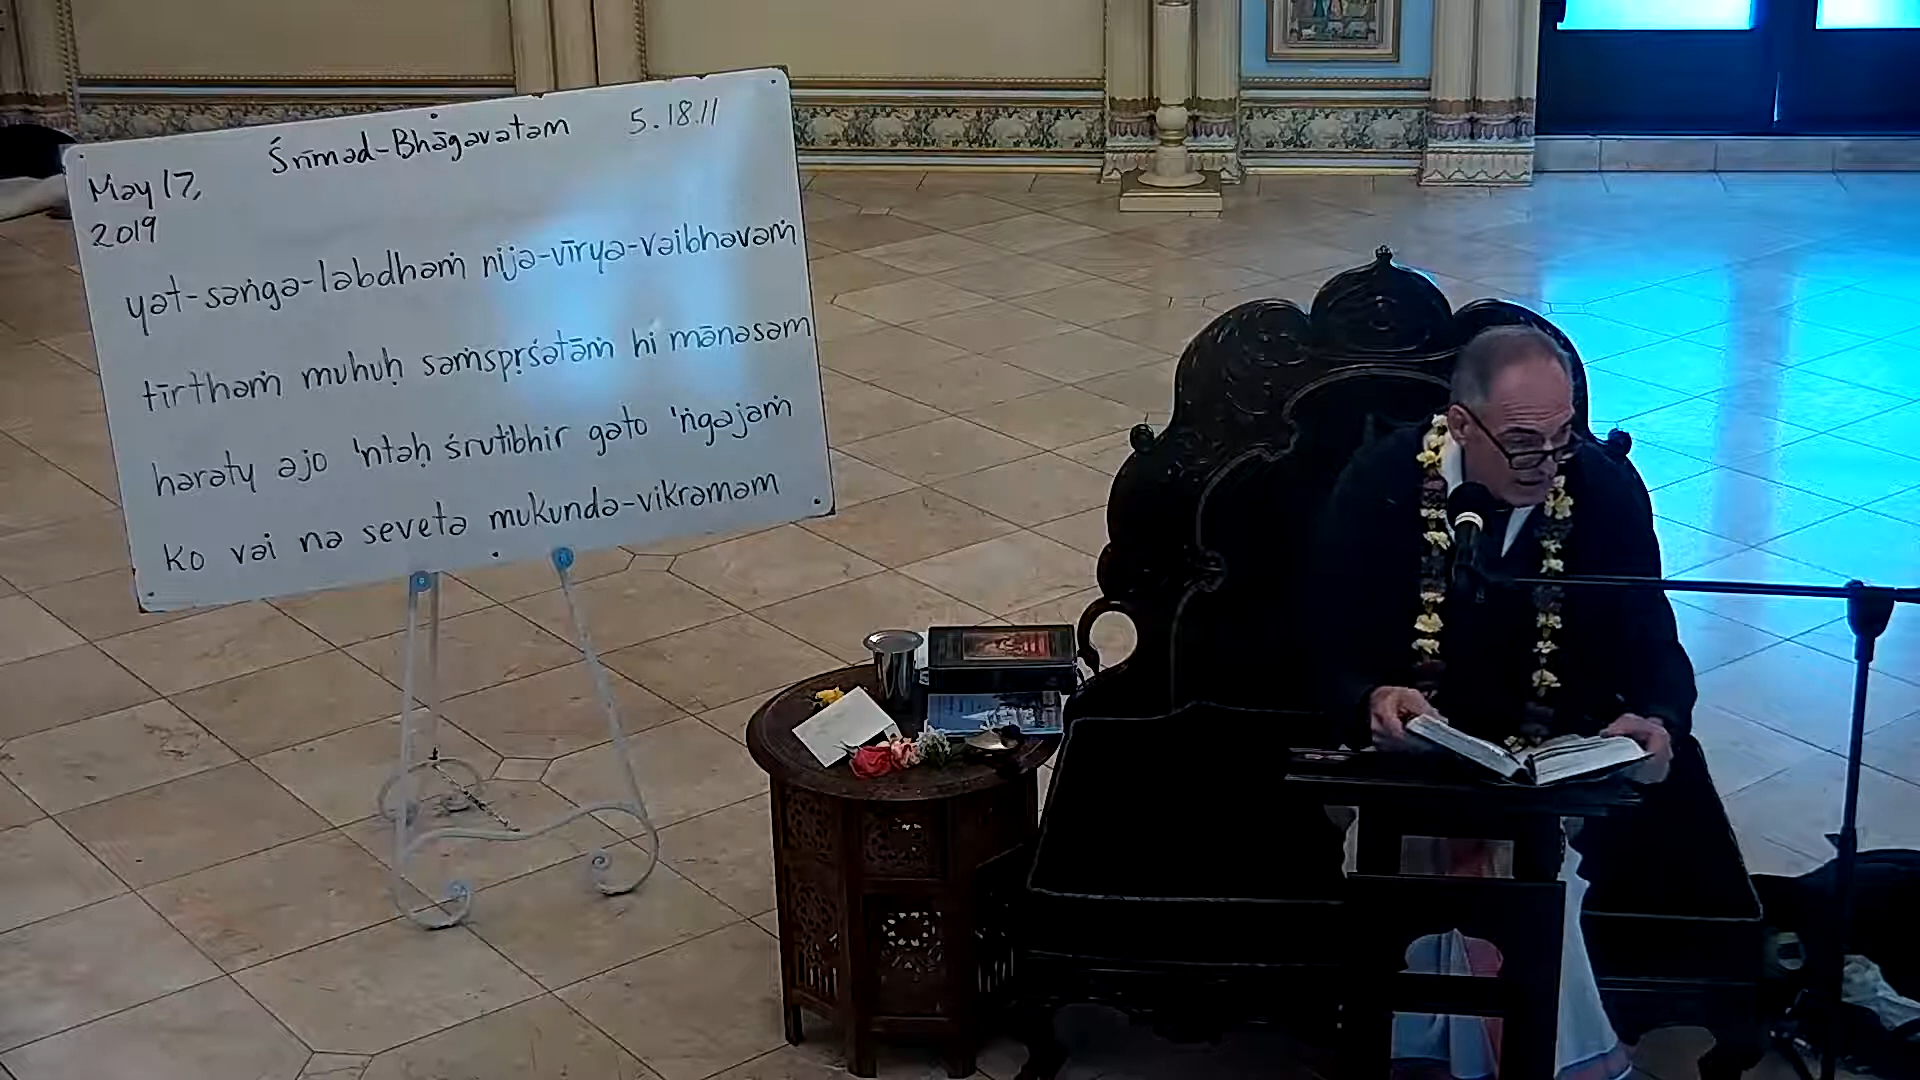 Śrīmad-Bhāgavatam 5.18.11
May 17,
2019
yat-saṅga-labdhaṁ nija-vīrya-vaibhavaṁ
tīrthaṁ muhuḥ saṁspṛśatāṁ hi mānasam
haraty ajo 'ntaḥ śrutibhir gato 'ṅgajaṁ
ko vai na seveta mukunda-vikramam